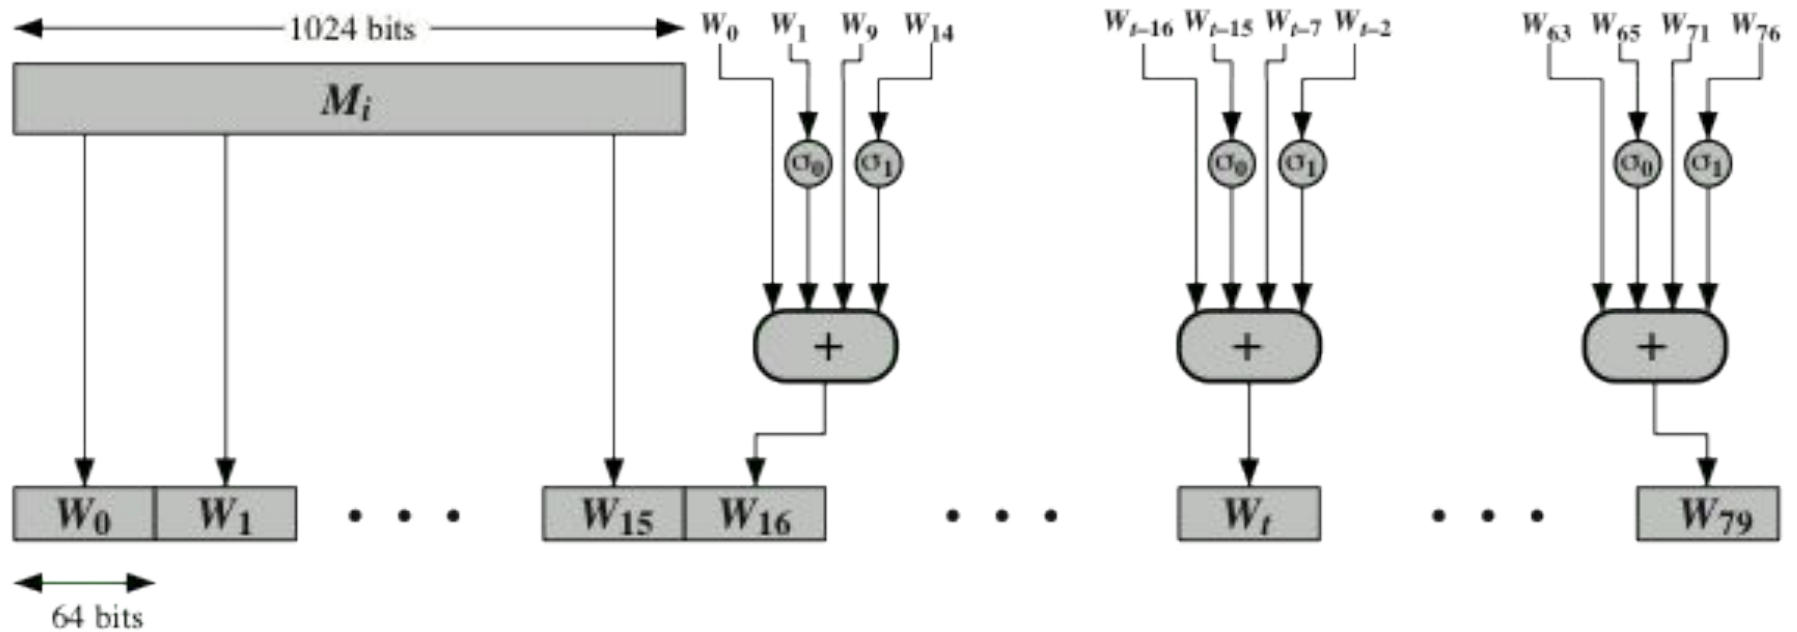 1024 bits
W0 W1 W9 W14
Wt–16 Wt–15 Wt–7 Wt–2
W63 W65 W71 W76
Mi
σ0 σ1
σ0 σ1
σ0 σ1
+
+
+
W0 W1 • • • W15 W16 • • • Wt • • • W79
64 bits